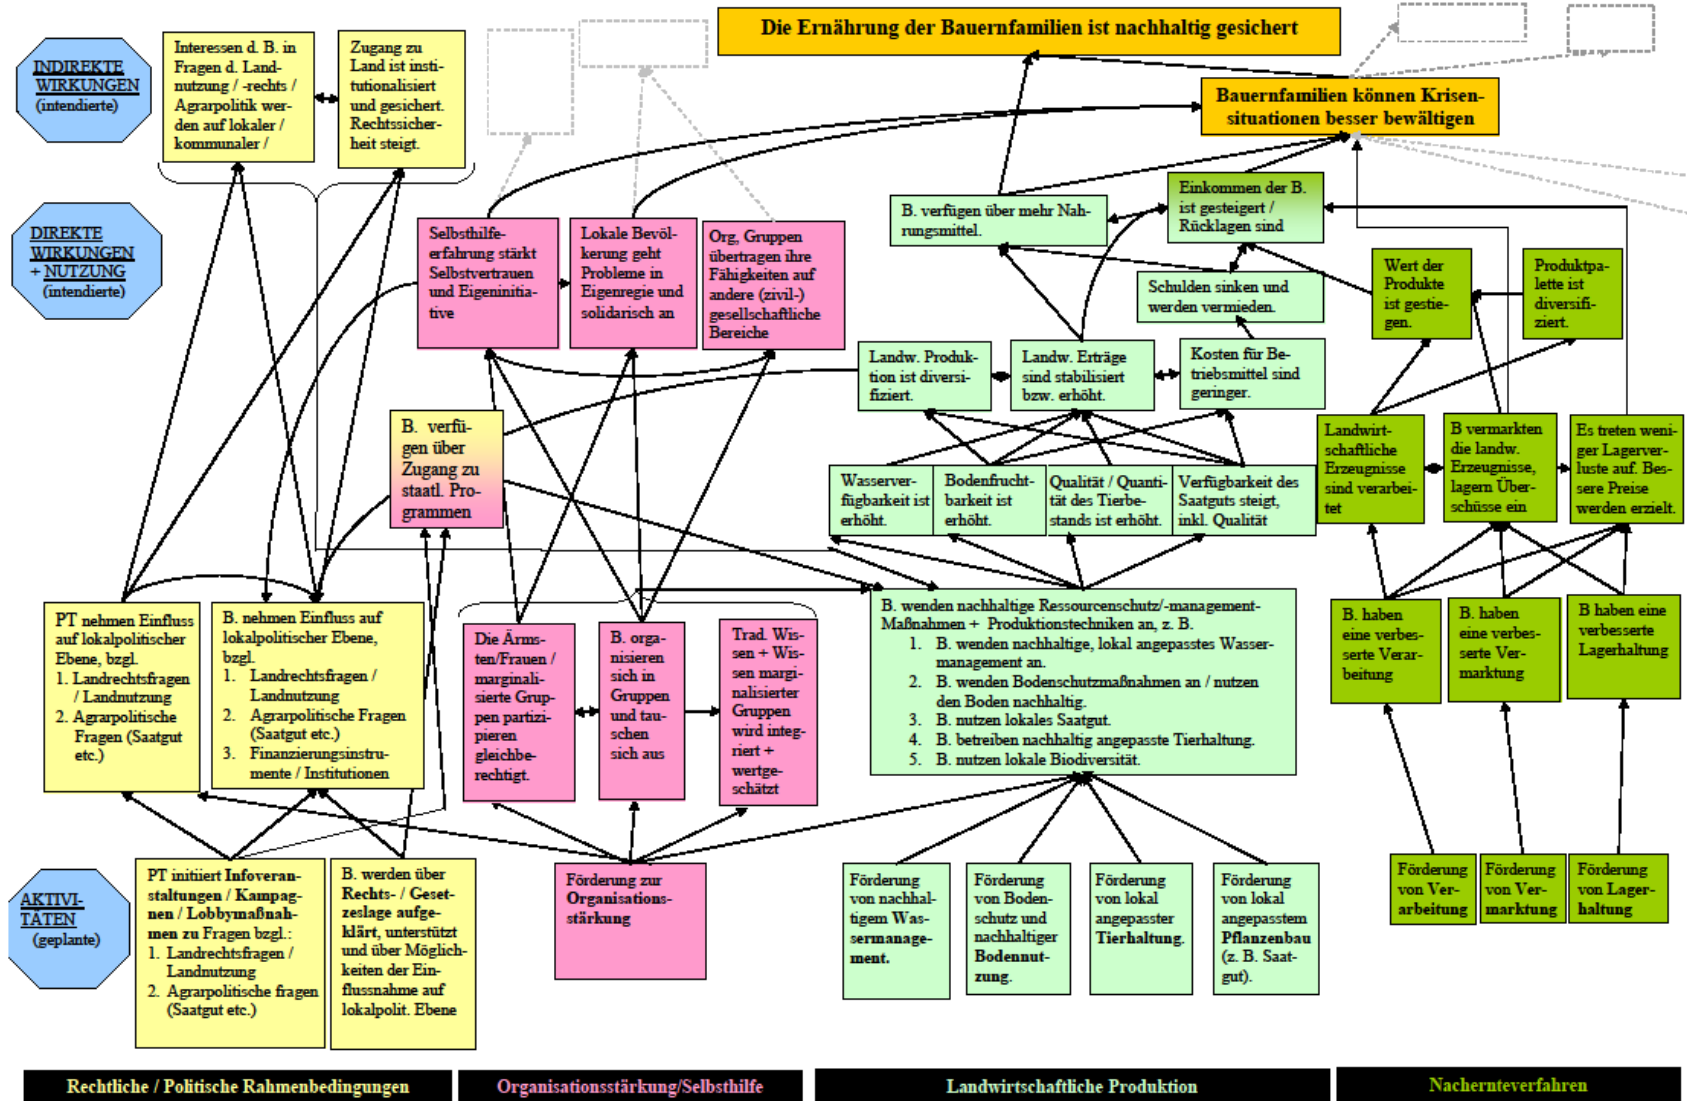 Die Ernährung der Bauernfamilien ist nachhaltig gesichert
INDIREKTE
WIRKUNGEN
(intendierte)
Interessen d. B. in
Fragen d. Land-
nutzung / -rechts /
Agrarpolitik wer-
den auf lokaler /
kommunaler /
Zugang zu
Land ist insti-
tutionalisiert
und gesichert.
Rechtssicher-
heit steigt.
Bauernfamilien können Krisen-
situationen besser bewältigen
DIREKTE
WIRKUNGEN
+ NUTZUNG
(intendierte)
Selbsthilfe-
erfahrung stärkt
Selbstvertrauen
und Eigeninitia-
tive
Lokale Bevöl-
kerung geht
Probleme in
Eigenregie und
solidarisch an
Org, Gruppen
übertragen ihre
Fähigkeiten auf
andere (zivil-)
gesellschaftliche
Bereiche
B. verfügen über mehr Nah-
rungsmittel.
Einkommen der B.
ist gesteigert /
Rücklagen sind
Schulden sinken und
werden vermieden.
Wert der
Produkte
ist gestie-
gen.
Produktpa-
lette ist
diversifi-
ziert.
Landw. Produk-
tion ist diversi-
fiziert.
Landw. Erträge
sind stabilisiert
bzw. erhöht.
Kosten für Be-
triebsmittel sind
geringer.
B. verfü-
gen über
Zugang zu
staatl. Pro-
grammen
Wasserver-
fügbarkeit ist
erhöht.
Bodenfrucht-
barkeit ist
erhöht.
Qualität / Quanti-
tät des Tierbe-
stands ist erhöht.
Verfügbarkeit des
Saatguts steigt,
inkl. Qualität
Landwirt-
schaftliche
Erzeugnisse
sind verarbei-
tet
B vermarkten
die landw.
Erzeugnisse,
lagern Über-
schüsse ein
Es treten weni-
ger Lagerver-
luste auf. Bes-
sere Preise
werden erzielt.
PT nehmen Einfluss
auf lokalpolitischer
Ebene, bzgl.
1. Landrechtsfragen
/ Landnutzung
2. Agrarpolitische
Fragen (Saatgut
etc.)
B. nehmen Einfluss auf
lokalpolitischer Ebene,
bzgl.
1. Landrechtsfragen /
Landnutzung
2. Agrarpolitische Fragen
(Saatgut etc.)
3. Finanzierungsinstru-
mente / Institutionen
Die Ärms-
ten/Frauen /
marginali-
sierte Grup-
pen partizi-
pieren
gleichbe-
rechtigt.
B. orga-
nisieren
sich in
Gruppen
und tau-
schen
sich aus
Trad. Wis-
sen + Wis-
sen margi-
nalisierter
Gruppen
wird integ-
riert +
wertge-
schätzt
B. wenden nachhaltige Ressourcenschutz/-management-
Maßnahmen + Produktionstechniken an, z. B.
1. B. wenden nachhaltige, lokal angepasstes Wasser-
management an.
2. B. wenden Bodenschutzmaßnahmen an / nutzen
den Boden nachhaltig.
3. B. nutzen lokales Saatgut.
4. B. betreiben nachhaltig angepasste Tierhaltung.
5. B. nutzen lokale Biodiversität.
B. haben
eine verbes-
serte Verar-
beitung
B. haben
eine verbes-
serte Ver-
marktung
B haben eine
verbesserte
Lagerhaltung
AKTIVI-
TÄTEN
(geplante)
PT initiiert Infoveran-
staltungen / Kampag-
nen / Lobbymaßnah-
men zu Fragen bzgl.:
1. Landrechtsfragen /
Landnutzung
2. Agrarpolitische fragen
(Saatgut etc.)
B. werden über
Rechts- / Geset-
zeslage aufge-
klärt, unterstützt
und über Möglich-
keiten der Ein-
flussnahme auf
lokalpolit. Ebene
Förderung zur
Organisations-
stärkung
Förderung
von nachhal-
tigem Was-
sermanage-
ment.
Förderung
von Boden-
schutz und
nachhaltiger
Bodennut-
zung.
Förderung
von lokal
angepasster
Tierhaltung.
Förderung
von lokal
angepasstem
Pflanzenbau
(z. B. Saat-
gut).
Förderung
von Ver-
arbeitung
Förderung
von Ver-
marktung
Förderung
von Lager-
haltung
Rechtliche / Politische Rahmenbedingungen
Organisationsstärkung/Selbsthilfe
Landwirtschaftliche Produktion
Nachernteverfahren